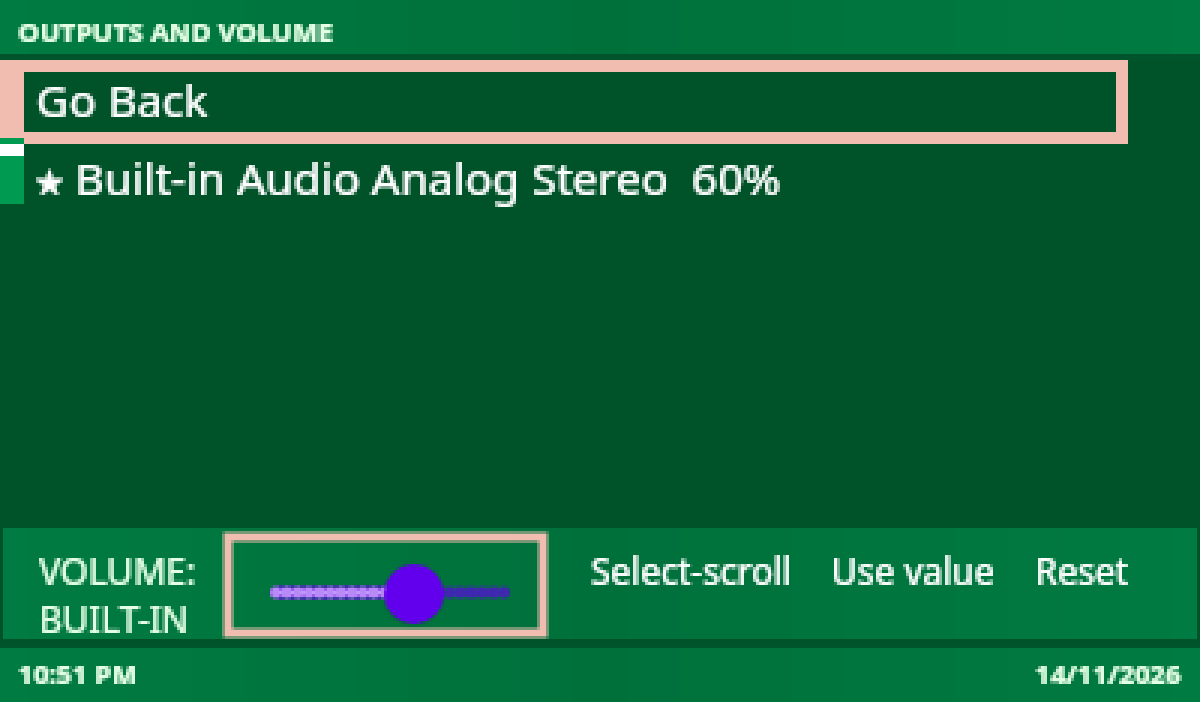 OUTPUTS AND VOLUME
Go Back
★ Built-in Audio Analog Stereo 60%
VOLUME: BUILT-IN
Select-scroll Use value Reset
10:51 PM 14/11/2026